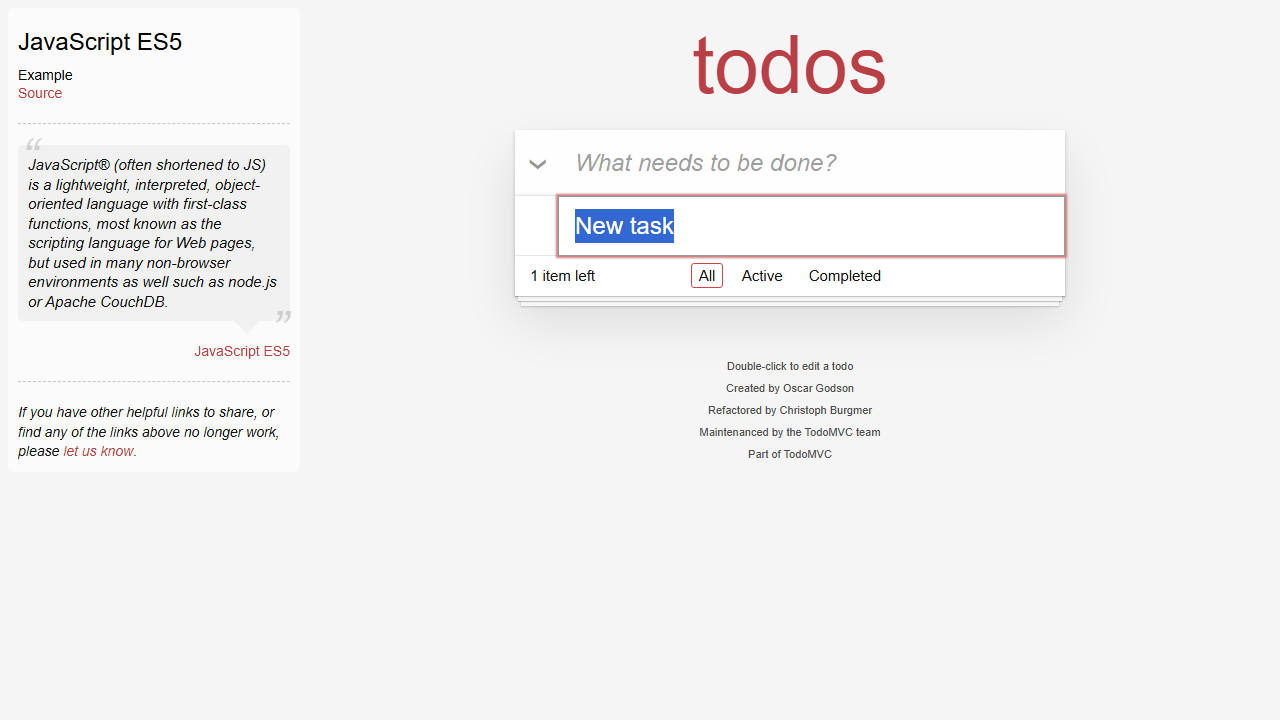 JavaScript ES5
Example
Source
“
JavaScript® (often shortened to JS)
is a lightweight, interpreted, object-
oriented language with first-class
functions, most known as the
scripting language for Web pages,
but used in many non-browser
environments as well such as node.js
or Apache CouchDB.
”
JavaScript ES5
If you have other helpful links to share, or
find any of the links above no longer work,
please let us know.
todos
What needs to be done?
New task
1 item left All Active Completed
Double-click to edit a todo
Created by Oscar Godson
Refactored by Christoph Burgmer
Maintenanced by the TodoMVC team
Part of TodoMVC